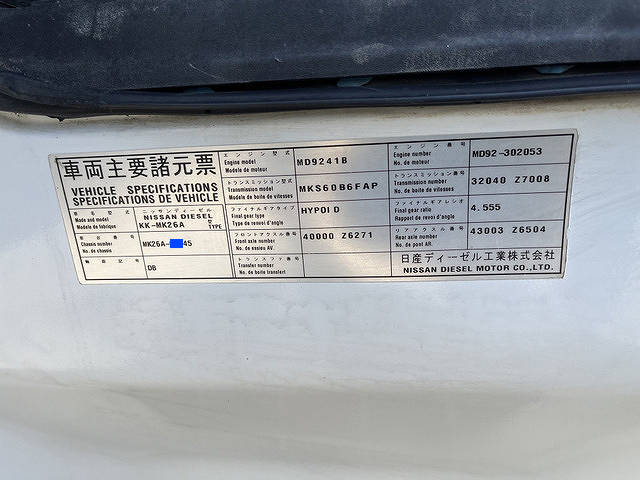 車両主要諸元票
VEHICLE SPECIFICATIONS
SPECIFICATIONS DE VEHICLE
車名型式
Make and model
Modele de fabrique
ニッサンディーゼル
NISSAN DIESEL
KK-MK26A TYPE
車台番号
Chassis number
No. de chassis
MK26A- 45
DB
エンジン型式
Engine model
Modele de moteur
MD9241B
エンジン番号
Engine number
No. de moteur
MD92-302053
トランスミッション型式
Transmission model
Modele de boite de vitesses
MKS60B6FAP
トランスミッション番号
Transmission number
No. de boite de vitesses
32040 Z7008
ファイナルギアタイプ
Final gear type
Type de renvoi d'angle
HYPOID
ファイナルギアレシオ
Final gear ratio
Rapport de renvoi d'angle
4.555
フロントアクスル番号
Front axle number
No. de essieu AV.
40000 Z6271
リアアクスル番号
Rear axle number
No. de pont AR.
43003 Z6504
トランスファ番号
Transfer number
No. de boite transfert
日産ディーゼル工業株式会社
NISSAN DIESEL MOTOR CO.,LTD.